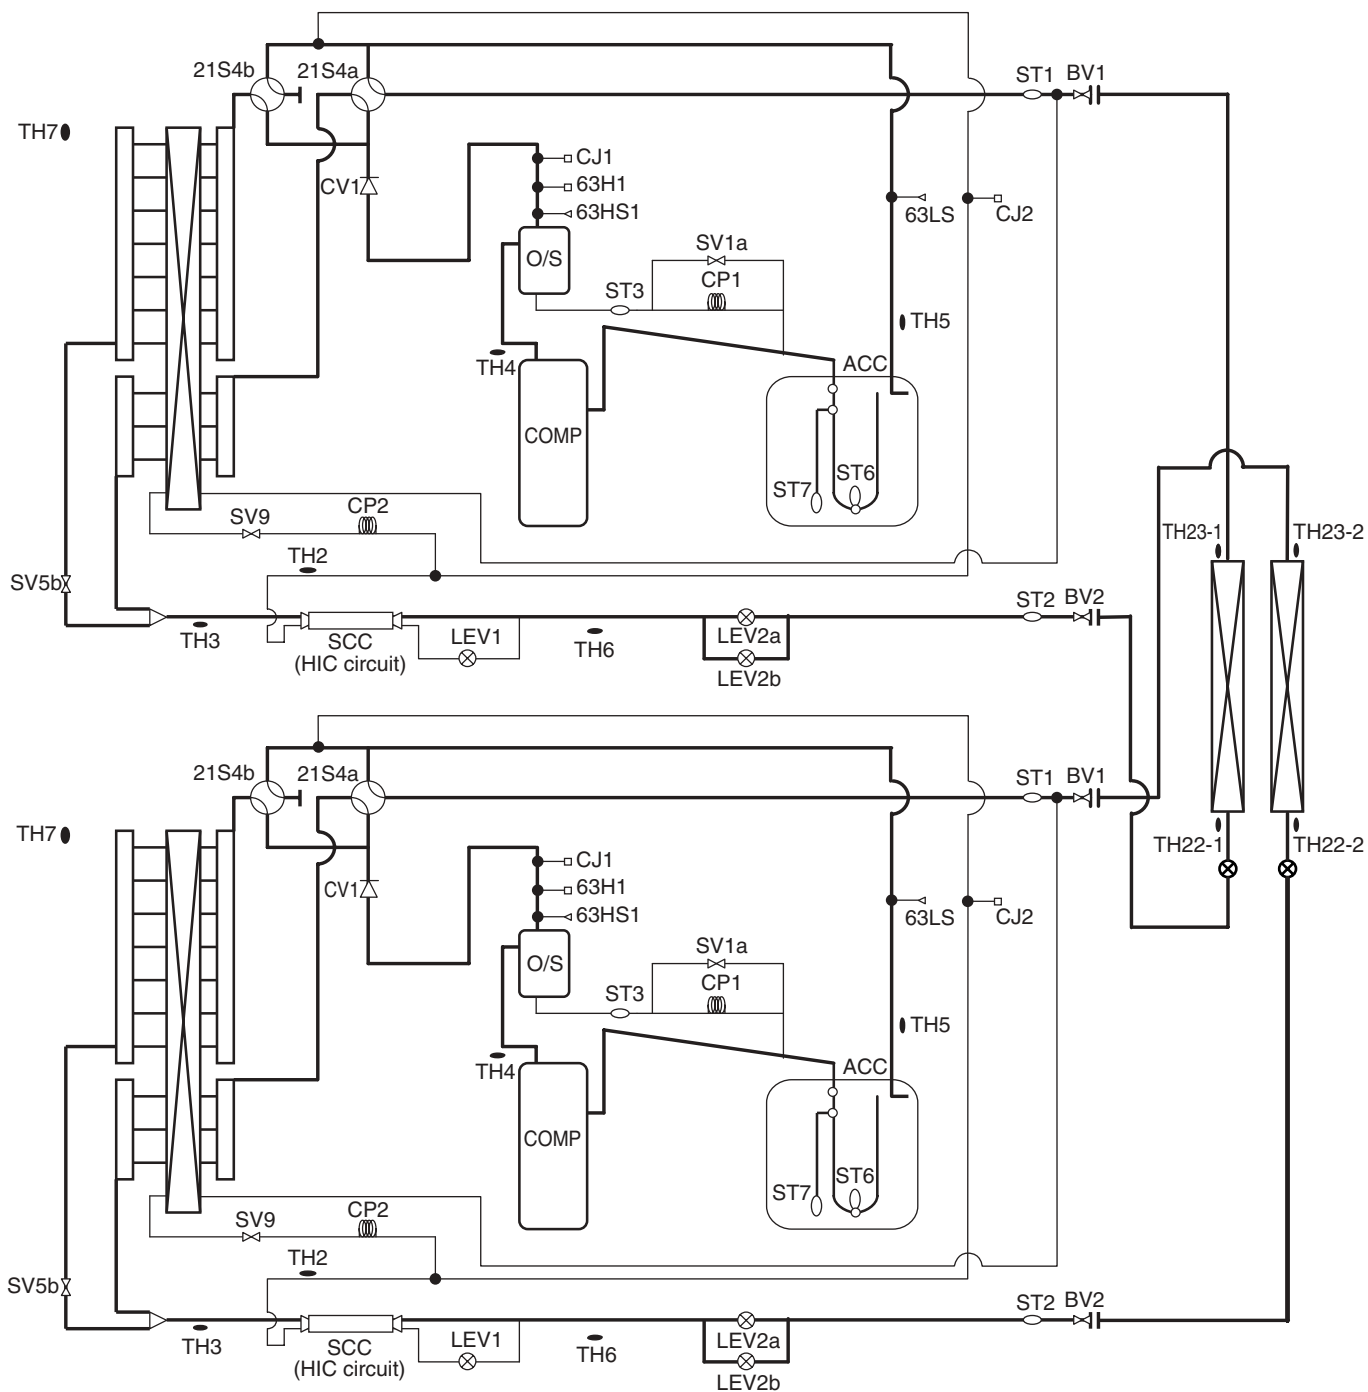 21S4b
21S4a
ST1
BV1
TH7
CJ1
CV1
63H1
63HS1
63LS
CJ2
O/S
SV1a
ST3
CP1
TH5
TH4
ACC
COMP
ST6
ST7
CP2
SV9
TH23-1
TH23-2
TH2
SV5b
ST2
BV2
TH3
SCC
(HIC circuit)
LEV1
TH6
LEV2a
LEV2b
21S4b
21S4a
ST1
BV1
TH7
TH22-1
TH22-2
CJ1
CV1
63H1
63HS1
63LS
CJ2
O/S
SV1a
ST3
CP1
TH5
TH4
ACC
COMP
ST6
ST7
CP2
SV9
TH2
SV5b
ST2
BV2
TH3
SCC
(HIC circuit)
LEV1
TH6
LEV2a
LEV2b